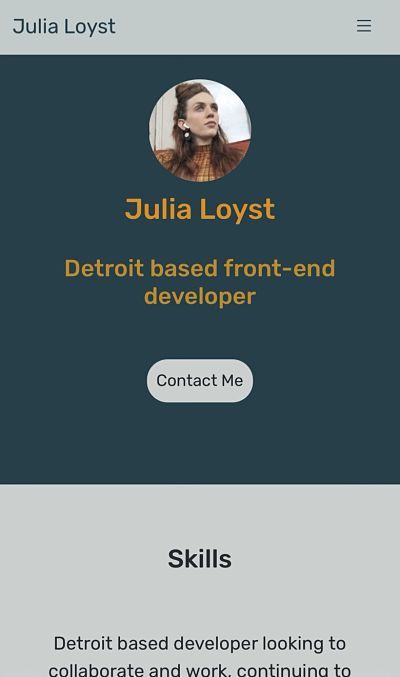 Julia Loyst
Julia Loyst
Detroit based front-end
developer
Contact Me
Skills
Detroit based developer looking to
collaborate and work, continuing to